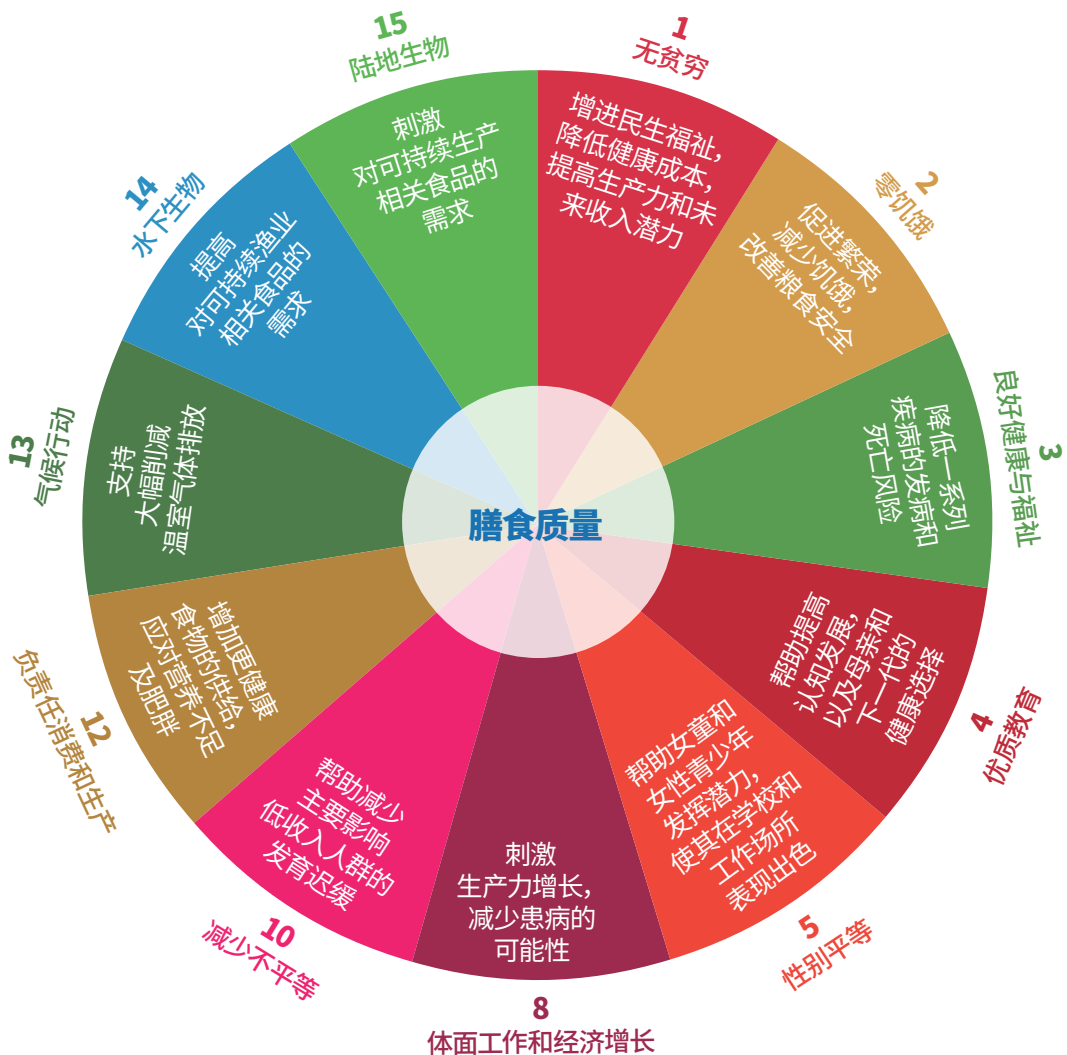 膳食质量
1
无贫穷
增进民生福祉，
降低健康成本，
提高生产力和未
来收入潜力
2
零饥饿
促进繁荣，
减少饥饿，
改善粮食安全
3
良好健康与福祉
降低一系列
疾病的发病和
死亡风险
4
优质教育
帮助提高
认知发展，
以及母亲和
下一代的
健康选择
5
性别平等
帮助女童和
女性青少年
发挥潜力，
使其在学校和
工作场所
表现出色
8
体面工作和经济增长
刺激
生产力增长，
减少患病的
可能性
10
减少不平等
帮助减少
主要影响
低收入人群的
发育迟缓
12
负责任消费和生产
增加更健康
食物的供给，
应对营养不足
及肥胖
13
气候行动
支持
大幅削减
温室气体排放
14
水下生物
提高
对可持续渔业
相关食品的
需求
15
陆地生物
刺激
对可持续生产
相关食品的
需求